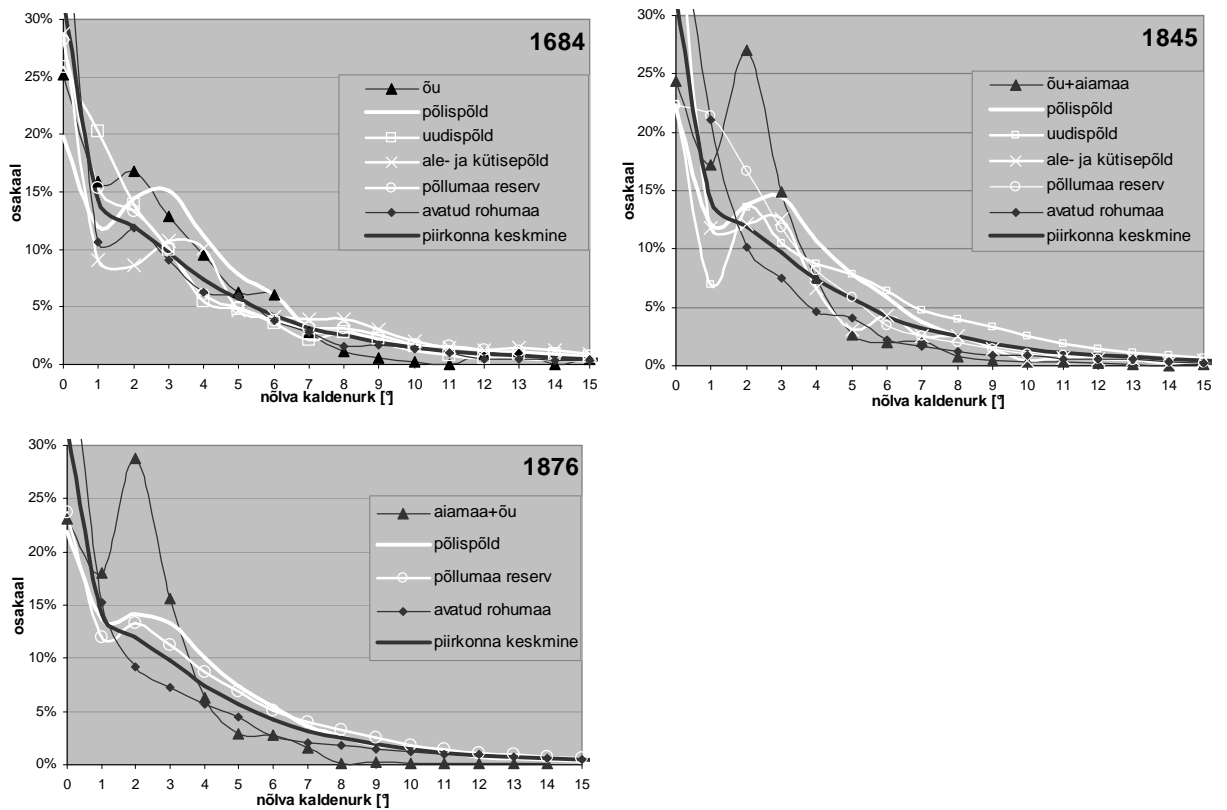 1684
30%
25%
20%
15%
10%
5%
0%
osakaal
õu
põlispõld
uudispõld
ale- ja kütisepõld
põllumaa reserv
avatud rohumaa
piirkonna keskmine
0 1 2 3 4 5 6 7 8 9 10 11 12 13 14 15
nõlva kaldenurk [°]
1845
30%
25%
20%
15%
10%
5%
0%
osakaal
õu+aiamaa
põlispõld
uudispõld
ale- ja kütisepõld
põllumaa reserv
avatud rohumaa
piirkonna keskmine
0 1 2 3 4 5 6 7 8 9 10 11 12 13 14 15
nõlva kaldenurk [°]
1876
30%
25%
20%
15%
10%
5%
0%
osakaal
aiamaa+õu
põlispõld
põllumaa reserv
avatud rohumaa
piirkonna keskmine
0 1 2 3 4 5 6 7 8 9 10 11 12 13 14 15
nõlva kaldenurk [°]